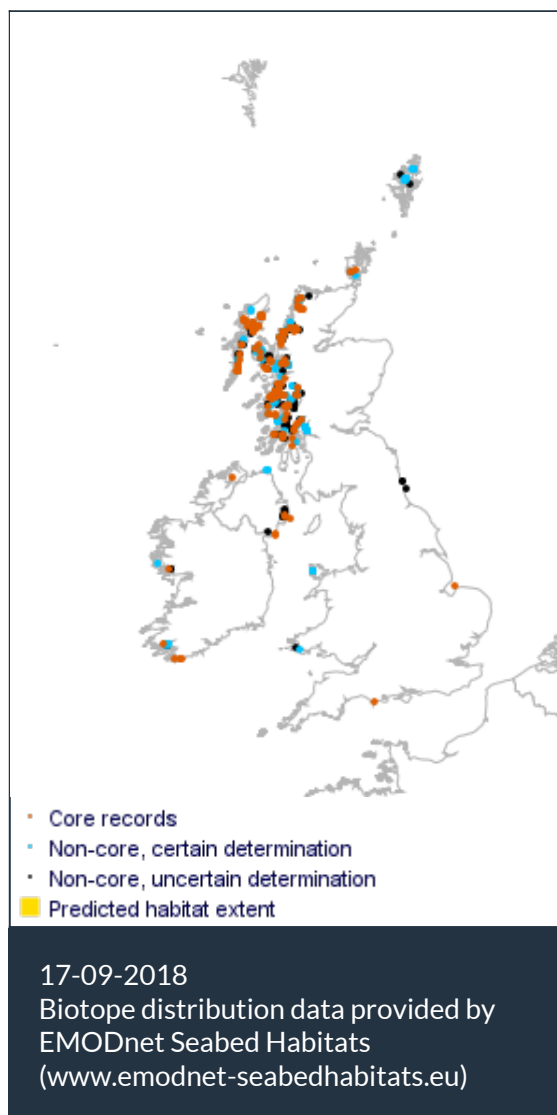 Core records
Non-core, certain determination
Non-core, uncertain determination
Predicted habitat extent
17-09-2018
Biotope distribution data provided by
EMODnet Seabed Habitats
(www.emodnet-seabedhabitats.eu)